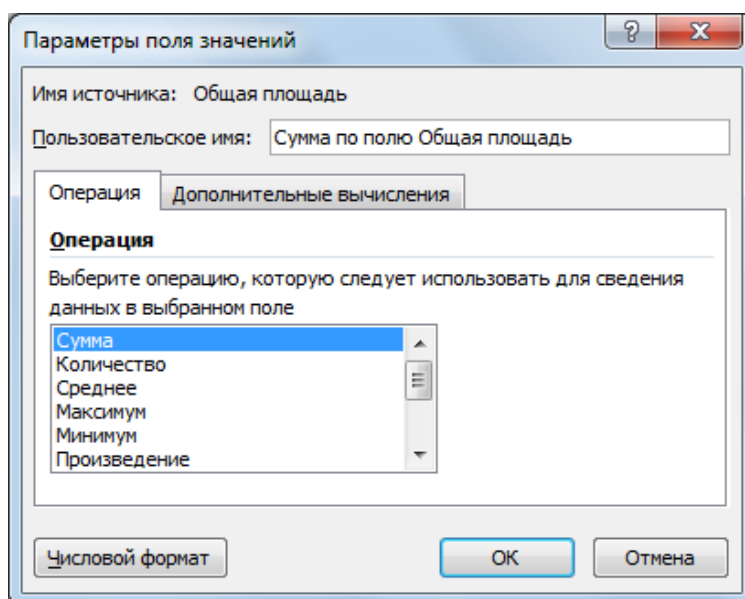 Параметры поля значений
?
Имя источника: Общая площадь
Пользовательское имя: Сумма по полю Общая площадь
Операция Дополнительные вычисления
Операция
Выберите операцию, которую следует использовать для сведения
данных в выбранном поле
Сумма
Количество
Среднее
Максимум
Минимум
Произведение
Числовой формат ОК Отмена